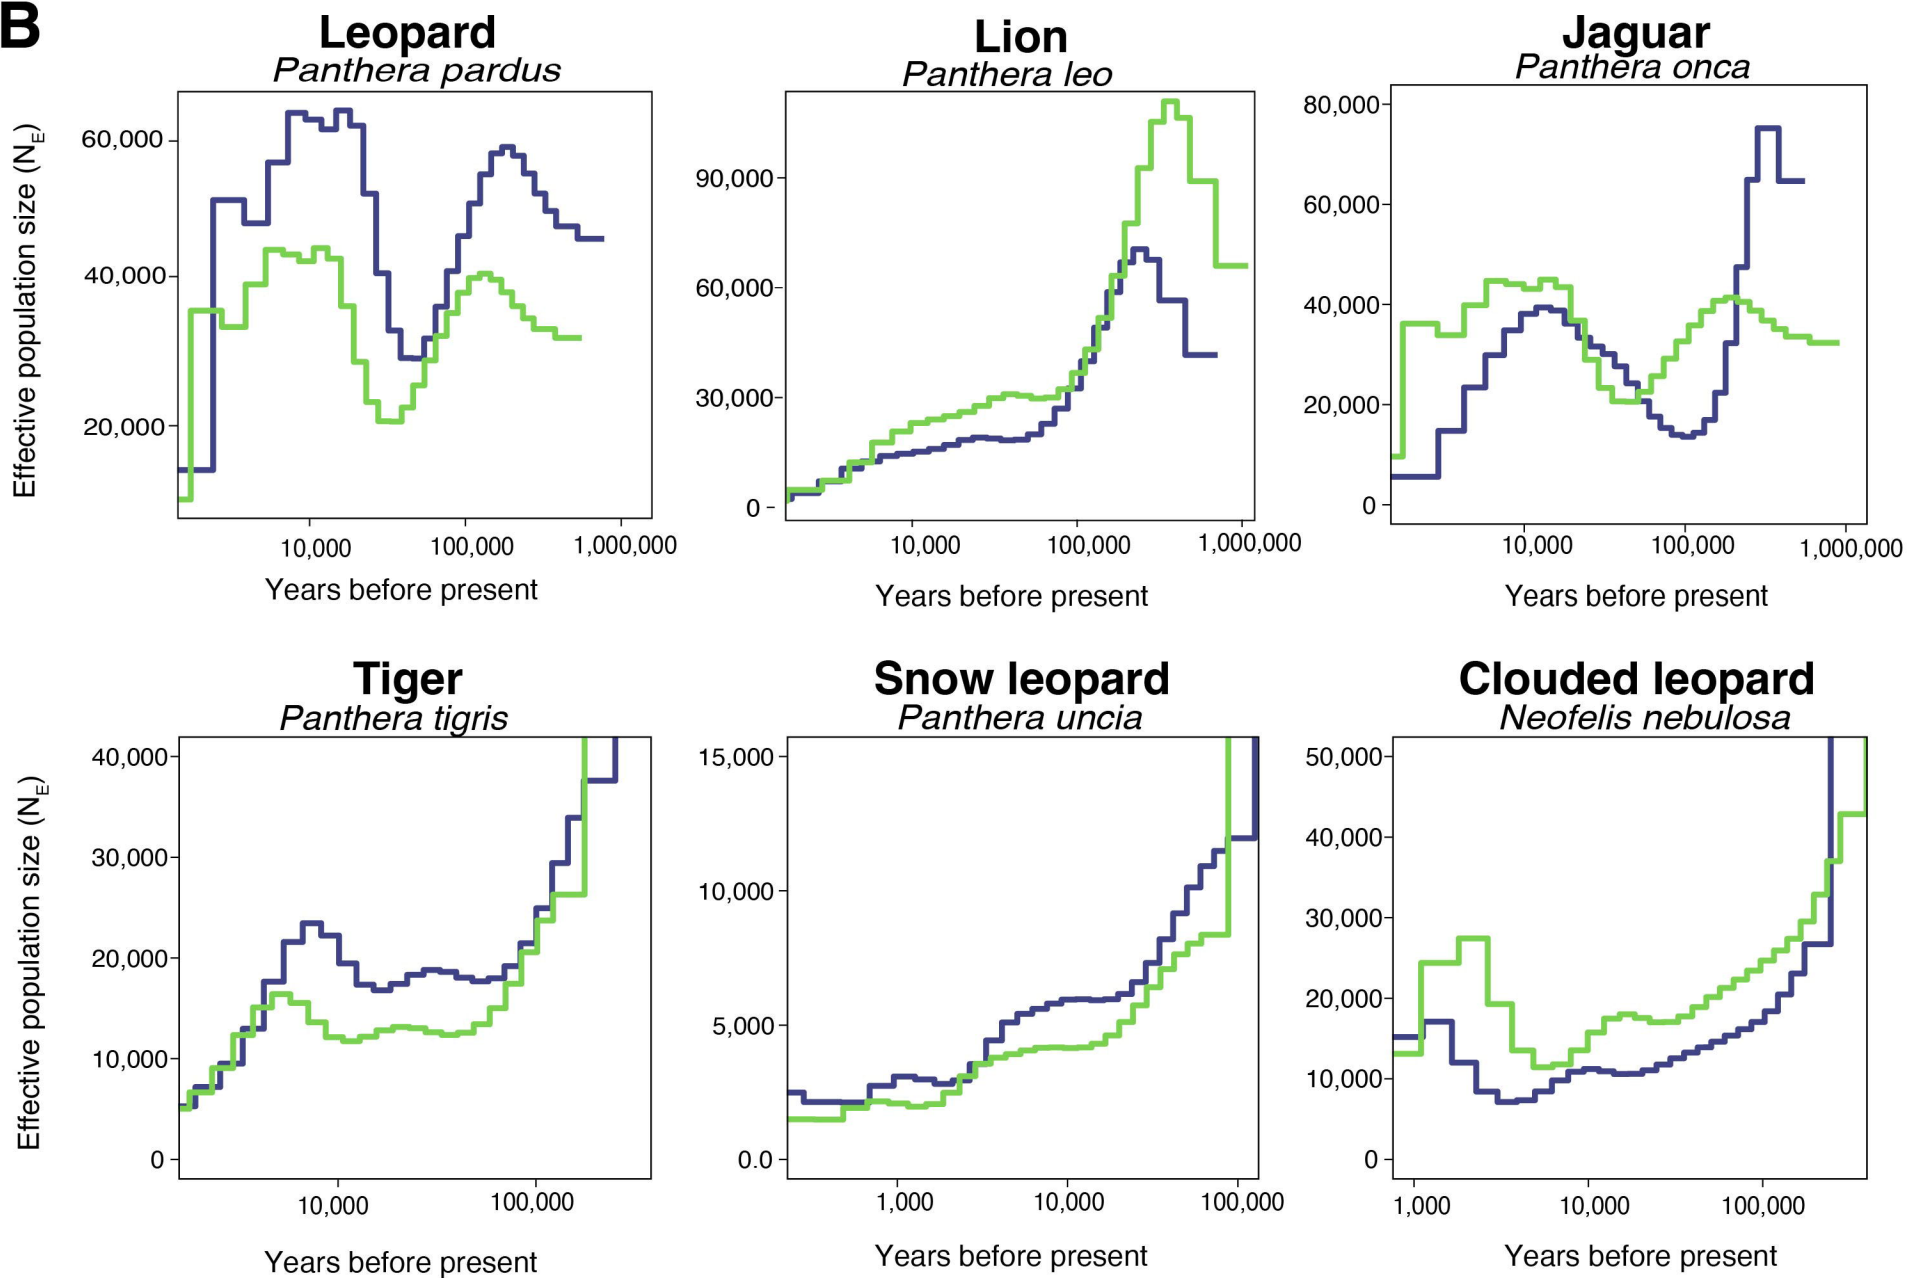 B
Leopard
Panthera pardus
Effective population size (NE)
60,000
40,000
20,000
10,000 100,000 1,000,000
Years before present
Lion
Panthera leo
90,000
60,000
30,000
0
10,000 100,000 1,000,000
Years before present
Jaguar
Panthera onca
80,000
60,000
40,000
20,000
0
10,000 100,000 1,000,000
Years before present
Tiger
Panthera tigris
Effective population size (NE)
40,000
30,000
20,000
10,000
0
10,000 100,000
Years before present
Snow leopard
Panthera uncia
15,000
10,000
5,000
0.0
1,000 10,000 100,000
Years before present
Clouded leopard
Neofelis nebulosa
50,000
40,000
30,000
20,000
10,000
0
1,000 10,000 100,000
Years before present